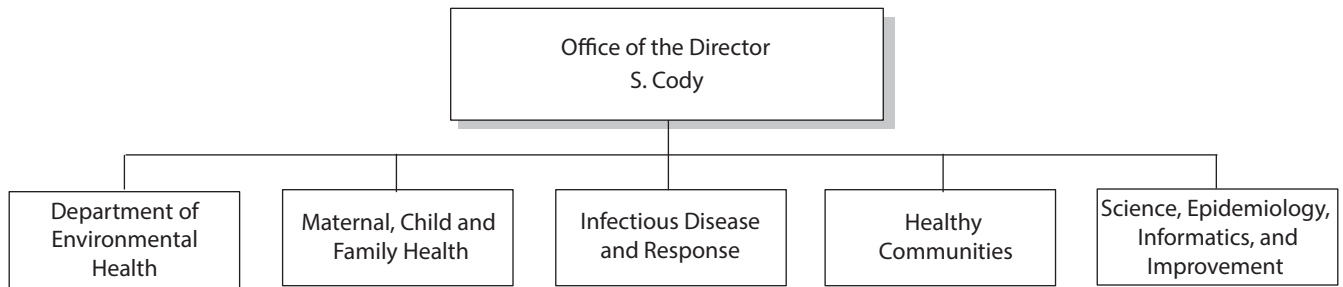 Office of the Director
S. Cody
Department of
Environmental
Health
Maternal, Child and
Family Health
Infectious Disease
and Response
Healthy
Communities
Science, Epidemiology,
Informatics, and
Improvement